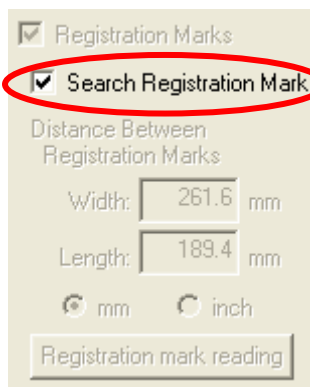 Registration Marks
Search Registration Mark
Distance Between
Registration Marks
Width: 261.6 mm
Length: 189.4 mm
mm inch
Registration mark reading